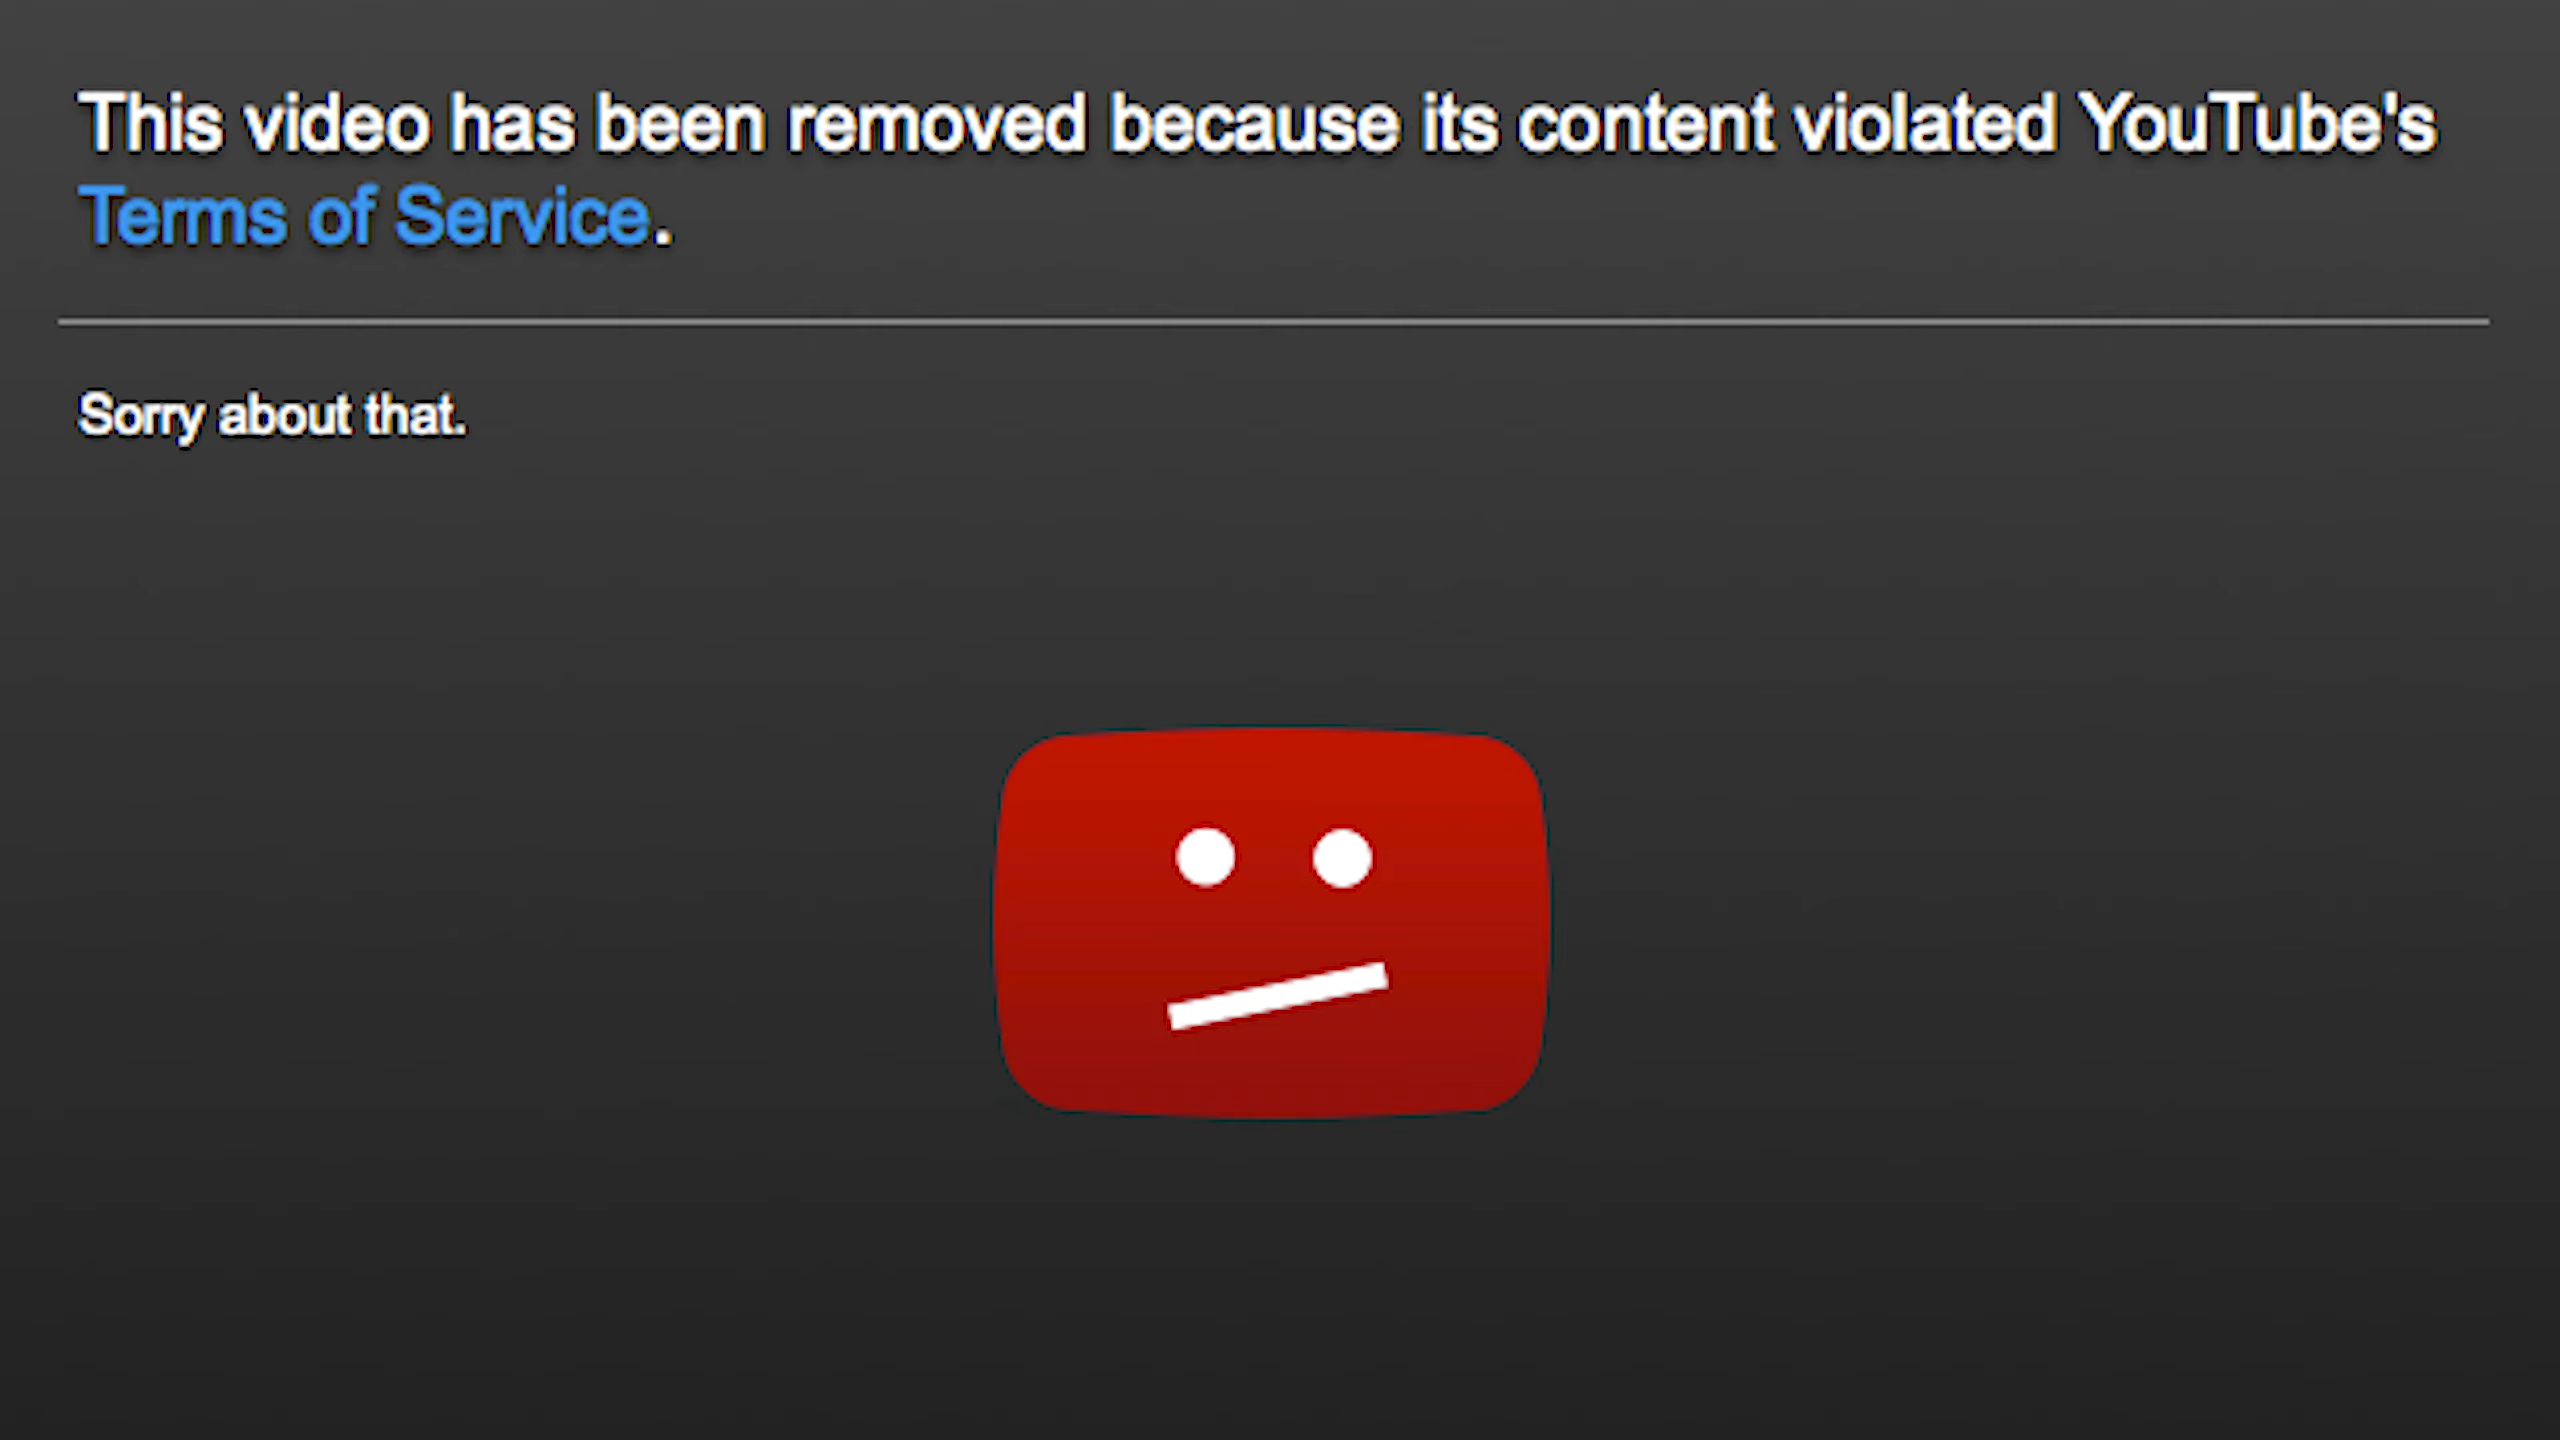 This video has been removed because its content violated YouTube's
Terms of Service.
Sorry about that.